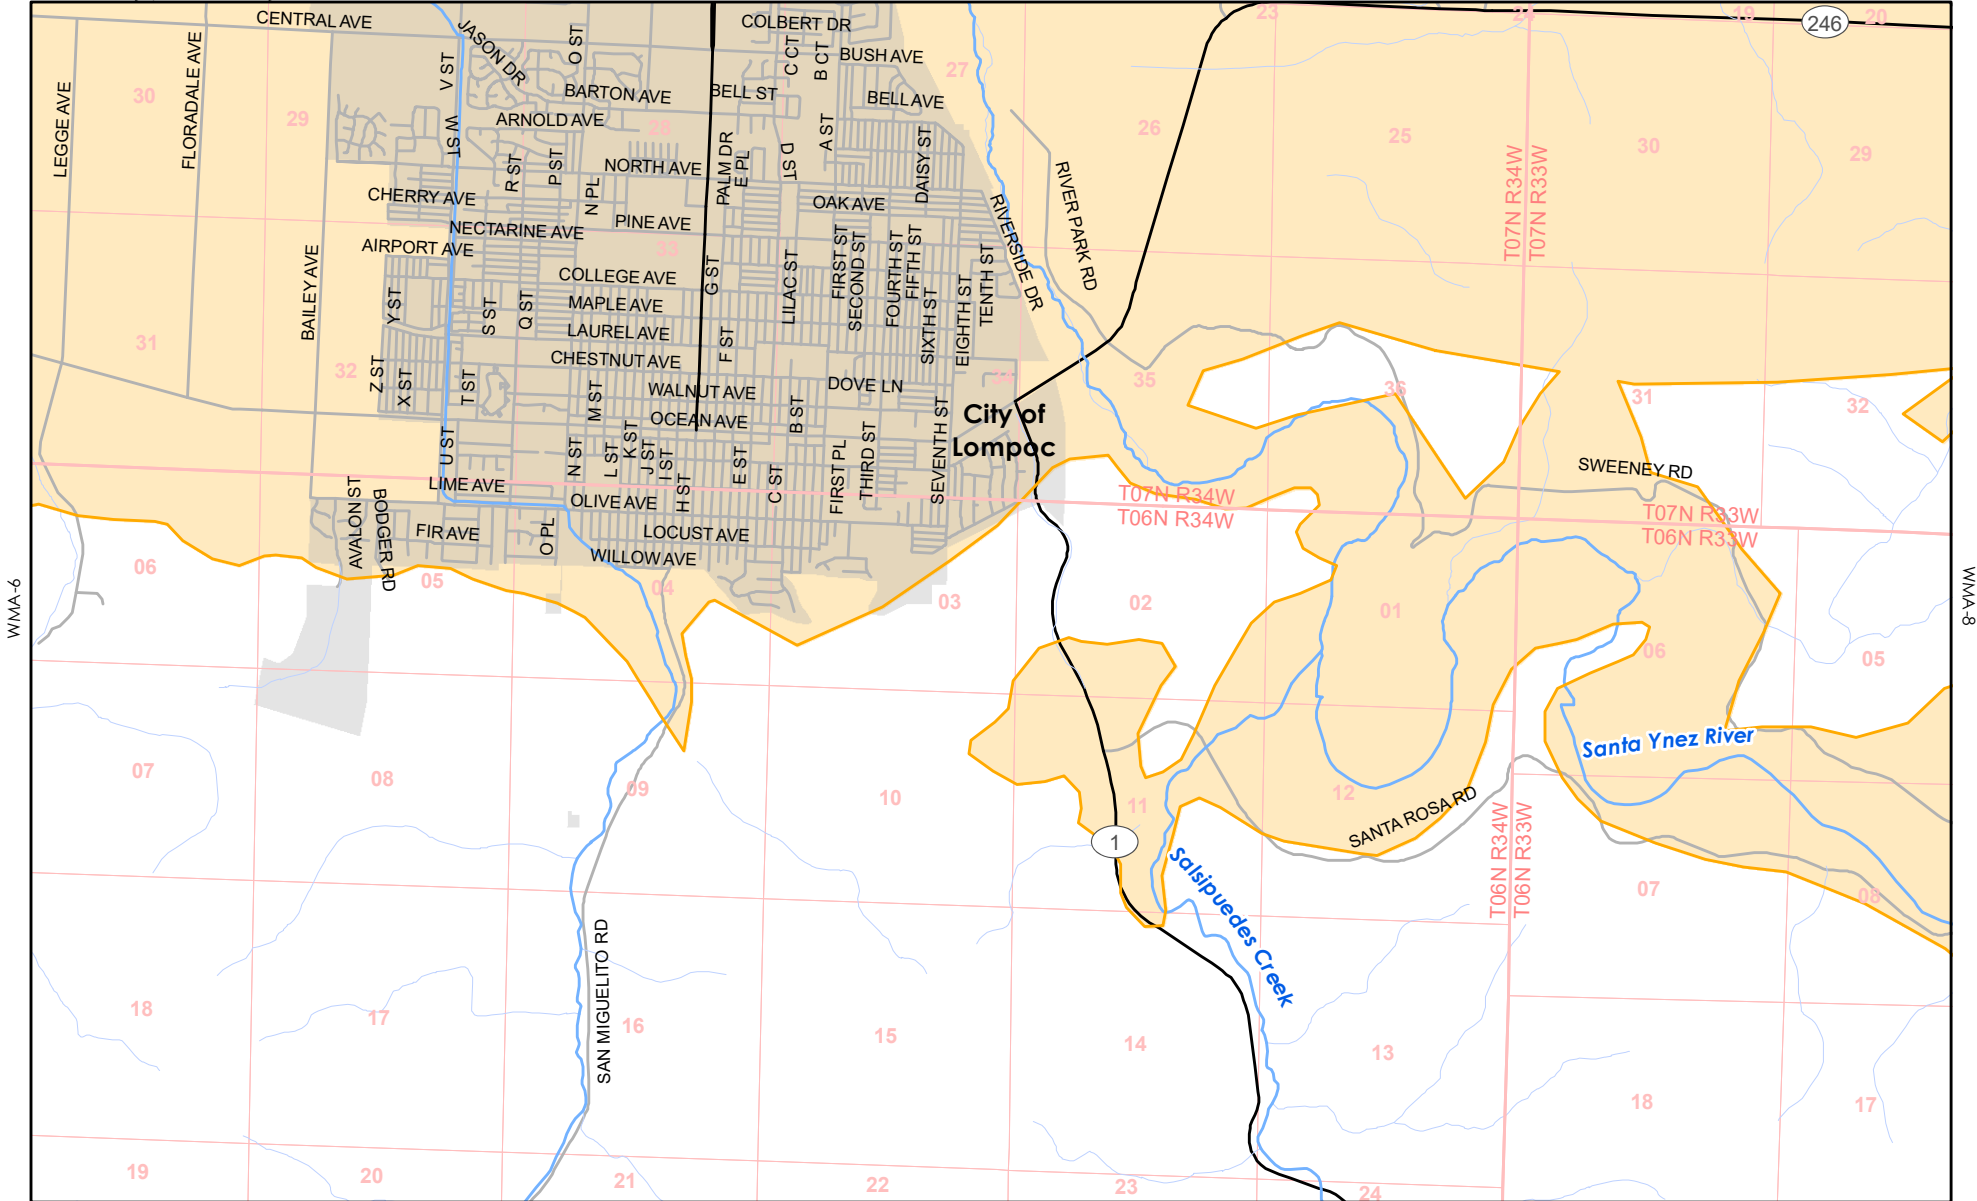 CENTRAL AVE
COLBERT DR
23
24
19
20
246
JASON DR
O ST
C CT
B CT
BUSH AVE
V ST
27
LEGGE AVE
30
FLORADALE AVE
29
BARTON AVE
BELL ST
BELL AVE
ARNOLD AVE
28
26
25
30
29
W ST
A ST
DAISY ST
R ST
P ST
NORTH AVE
PALM DR
E PL
D ST
T07N R34W
T07N R33W
CHERRY AVE
N PL
OAK AVE
RIVER PARK RD
NECTARINE AVE
PINE AVE
RIVERSIDE DR
AIRPORT AVE
33
BAILEY AVE
COLLEGE AVE
G ST
LILAC ST
FIRST ST
SECOND ST
FOURTH ST
FIFTH ST
TENTH ST
Y ST
S ST
Q ST
MAPLE AVE
LAUREL AVE
F ST
SIXTH ST
EIGHTH ST
31
32
CHESTNUT AVE
34
35
36
31
32
Z ST
X ST
T ST
M ST
WALNUT AVE
DOVE LN
OCEAN AVE
B ST
City of
Lompoc
U ST
N ST
L ST
K ST
J ST
I ST
H ST
E ST
C ST
FIRST PL
THIRD ST
SEVENTH ST
SWEENEY RD
LIME AVE
OLIVE AVE
T07N R34W
T06N R34W
T07N R33W
T06N R33W
AVALON ST
BODGER RD
FIR AVE
O PL
LOCUST AVE
WILLOW AVE
WMA-9
06
05
04
03
02
01
06
05
WMA-8
Santa Ynez River
07
08
09
10
11
12
SANTA ROSA RD
T06N R34W
T06N R33W
1
Salsipuedes Creek
07
08
SAN MIGUELITO RD
18
17
16
15
14
13
18
17
19
20
21
22
23
24